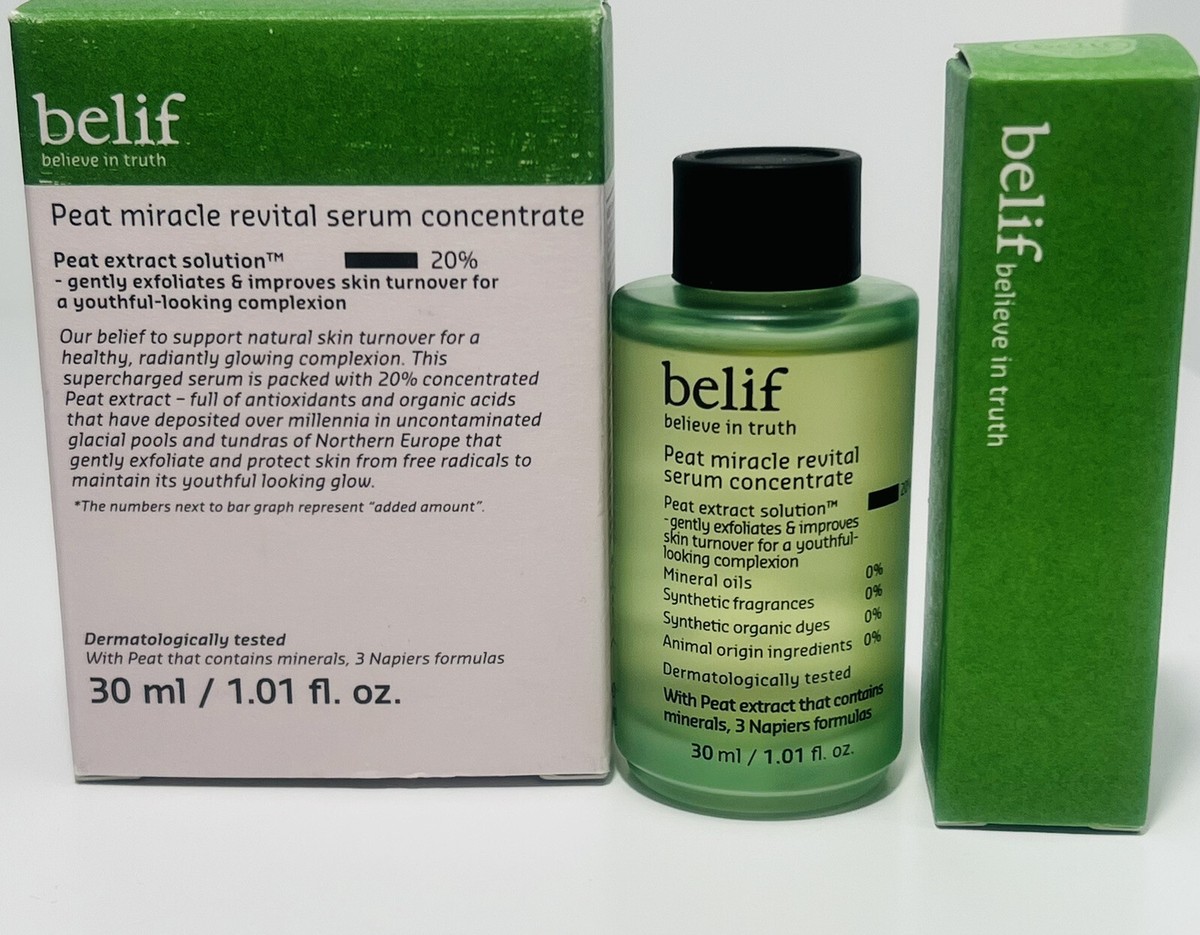 belif
believe in truth
Peat miracle revital serum concentrate
Peat extract solution™ 20%
- gently exfoliates & improves skin turnover for
a youthful-looking complexion
Our belief to support natural skin turnover for a
healthy, radiantly glowing complexion. This
supercharged serum is packed with 20% concentrated
Peat extract – full of antioxidants and organic acids
that have deposited over millennia in uncontaminated
glacial pools and tundras of Northern Europe that
gently exfoliate and protect skin from free radicals to
maintain its youthful looking glow.
*The numbers next to bar graph represent “added amount”.
Dermatologically tested
With Peat that contains minerals, 3 Napiers formulas
30 ml / 1.01 fl. oz.
belif
believe in truth
Peat miracle revital
serum concentrate
Peat extract solution™
-gently exfoliates & improves
skin turnover for a youthful-
looking complexion
Mineral oils 0%
Synthetic fragrances 0%
Synthetic organic dyes 0%
Animal origin ingredients 0%
Dermatologically tested
With Peat extract that contains
minerals, 3 Napiers formulas
30 ml / 1.01 fl. oz.
belif believe in truth